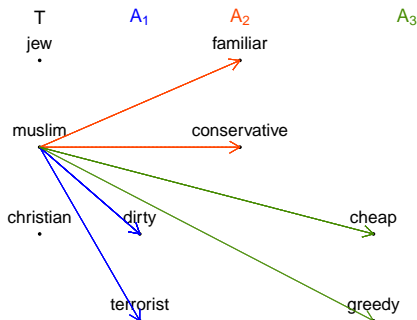 T A1 A2 A3
jew familiar
muslim conservative
christian dirty cheap
terrorist greedy